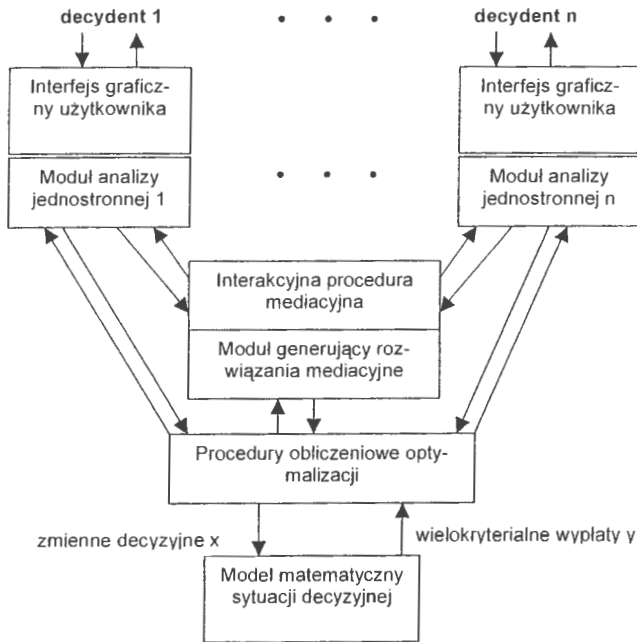 decydent 1
decydent n
Interfejs graficz-
ny użytkownika
Interfejs graficz-
ny użytkownika
Moduł analizy
jednostronnej 1
Moduł analizy
jednostronnej n
Interakcyjna procedura
mediacyjna
Moduł generujący roz-
wiązania mediacyjne
Procedury obliczeniowe opty-
malizacji
zmienne decyzyjne x
wielokryterialne wypłaty y
Model matematyczny
sytuacji decyzyjnej